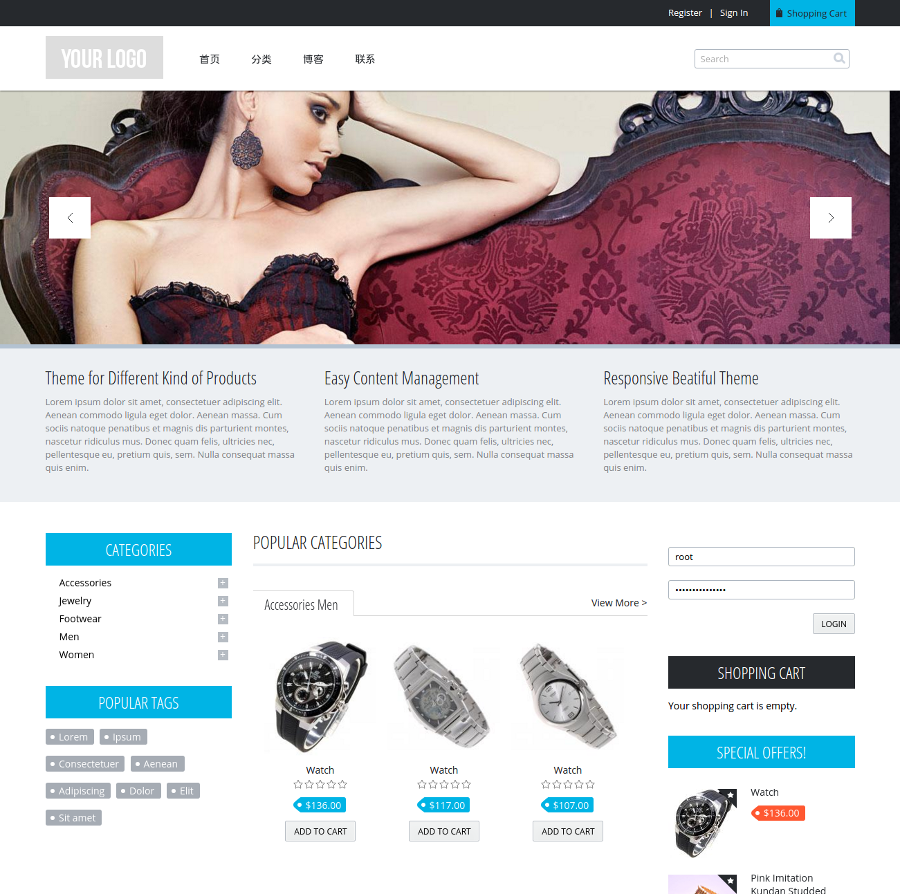 Register | Sign In Shopping Cart
YOUR LOGO 首页 分类 博客 联系 Search
Theme for Different Kind of Products
Lorem ipsum dolor sit amet, consectetuer adipiscing elit.
Aenean commodo ligula eget dolor. Aenean massa. Cum
sociis natoque penatibus et magnis dis parturient montes,
nascetur ridiculus mus. Donec quam felis, ultricies nec,
pellentesque eu, pretium quis, sem. Nulla consequat massa
quis enim.
Easy Content Management
Lorem ipsum dolor sit amet, consectetuer adipiscing elit.
Aenean commodo ligula eget dolor. Aenean massa. Cum
sociis natoque penatibus et magnis dis parturient montes,
nascetur ridiculus mus. Donec quam felis, ultricies nec,
pellentesque eu, pretium quis, sem. Nulla consequat massa
quis enim.
Responsive Beatiful Theme
Lorem ipsum dolor sit amet, consectetuer adipiscing elit.
Aenean commodo ligula eget dolor. Aenean massa. Cum
sociis natoque penatibus et magnis dis parturient montes,
nascetur ridiculus mus. Donec quam felis, ultricies nec,
pellentesque eu, pretium quis, sem. Nulla consequat massa
quis enim.
CATEGORIES
Accessories
Jewelry
Footwear
Men
Women
POPULAR TAGS
Lorem Ipsum
Consectetuer Aenean
Adipiscing Dolor Elit
Sit amet
POPULAR CATEGORIES
Accessories Men View More >
Watch Watch Watch
$136.00 $117.00 $107.00
ADD TO CART ADD TO CART ADD TO CART
root
•••••••••••••••
LOGIN
SHOPPING CART
Your shopping cart is empty.
SPECIAL OFFERS!
Watch
$136.00
Pink Imitation
Kundan Studded